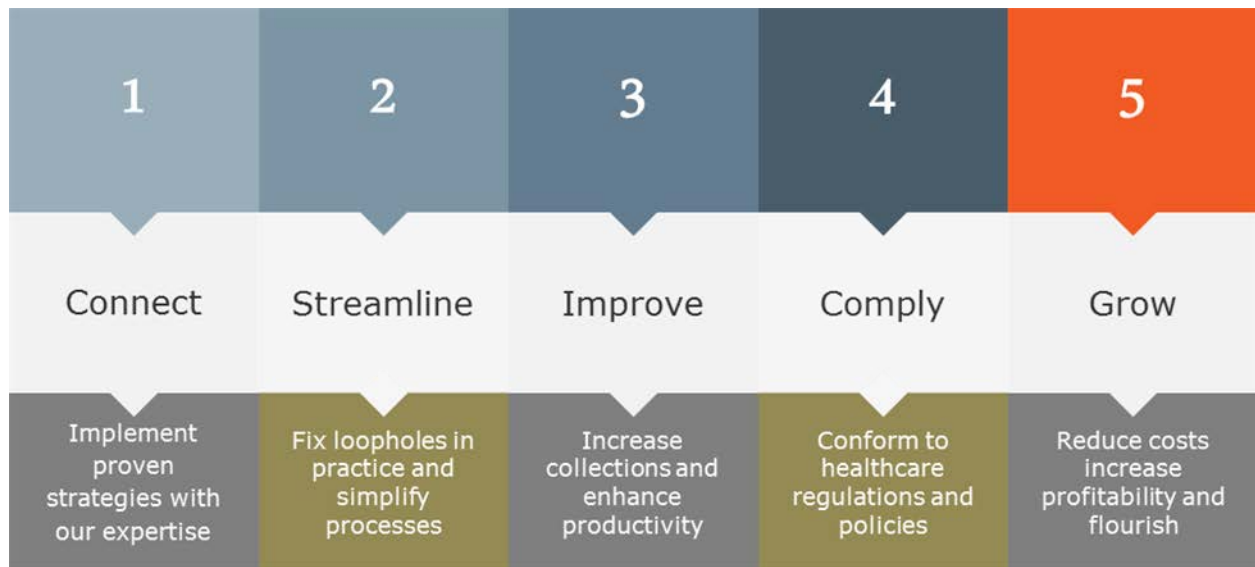 1
2
3
4
5
Connect
Streamline
Improve
Comply
Grow
Implement
proven
strategies with
our expertise
Fix loopholes in
practice and
simplify
processes
Increase
collections and
enhance
productivity
Conform to
healthcare
regulations and
policies
Reduce costs
increase
profitability and
flourish